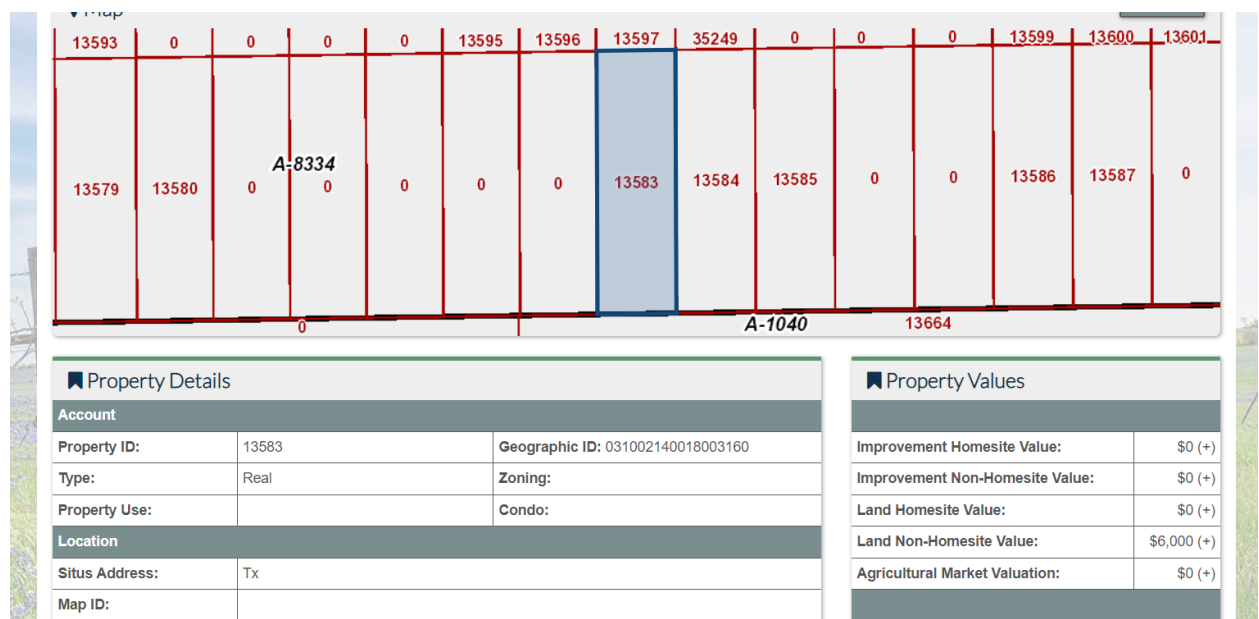 Map
13593 0 0 0 0 13595 13596 13597 35249 0 0 0 13599 13600 13601
A-8334
13579 13580 0 0 0 0 0 13583 13584 13585 0 0 13586 13587 0
0 A-1040 13664
Property Details
Account
Property ID: 13583 Geographic ID: 031002140018003160
Type: Real Zoning:
Property Use: Condo:
Location
Situs Address: Tx
Map ID:
Property Values
Improvement Homesite Value: $0 (+)
Improvement Non-Homesite Value: $0 (+)
Land Homesite Value: $0 (+)
Land Non-Homesite Value: $6,000 (+)
Agricultural Market Valuation: $0 (+)